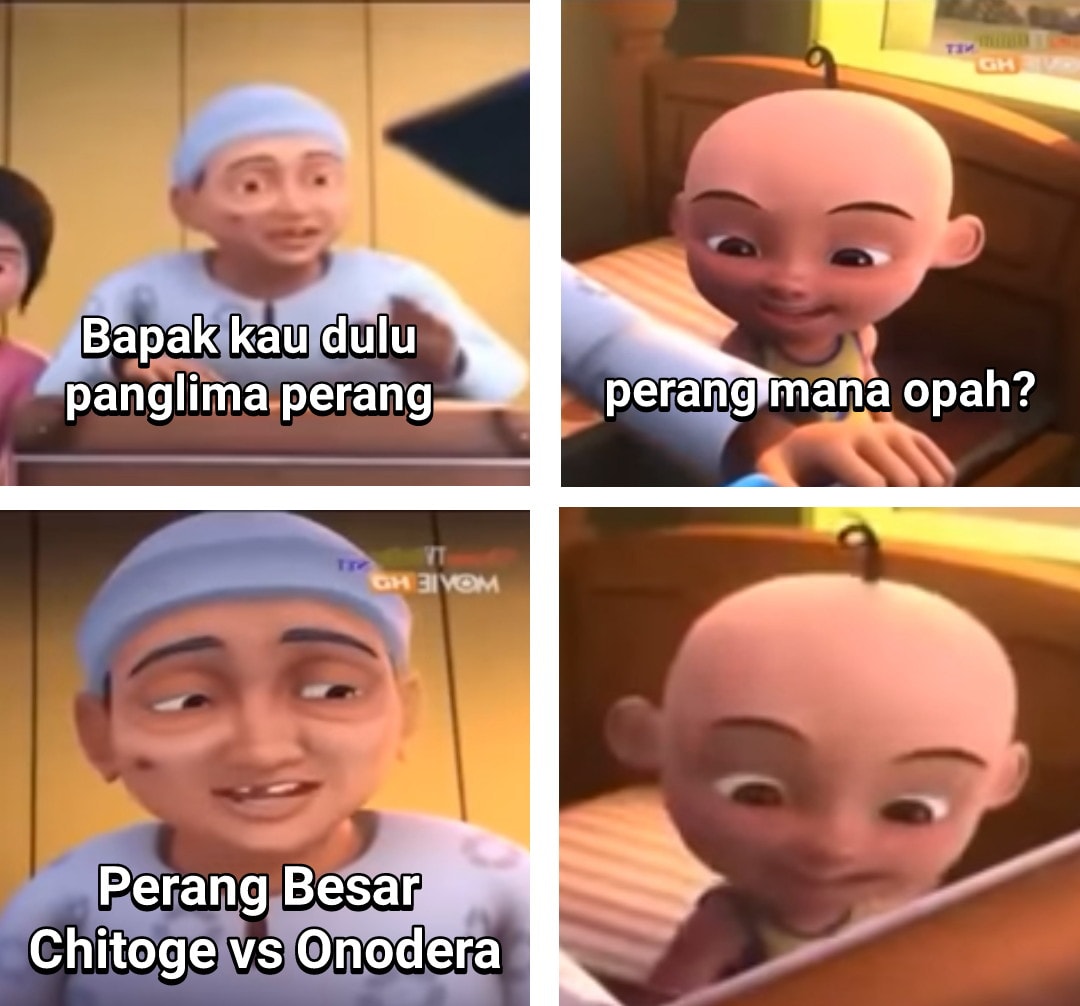 Bapak kau dulu
panglima perang
perang mana opah?
Perang Besar
Chitoge vs Onodera